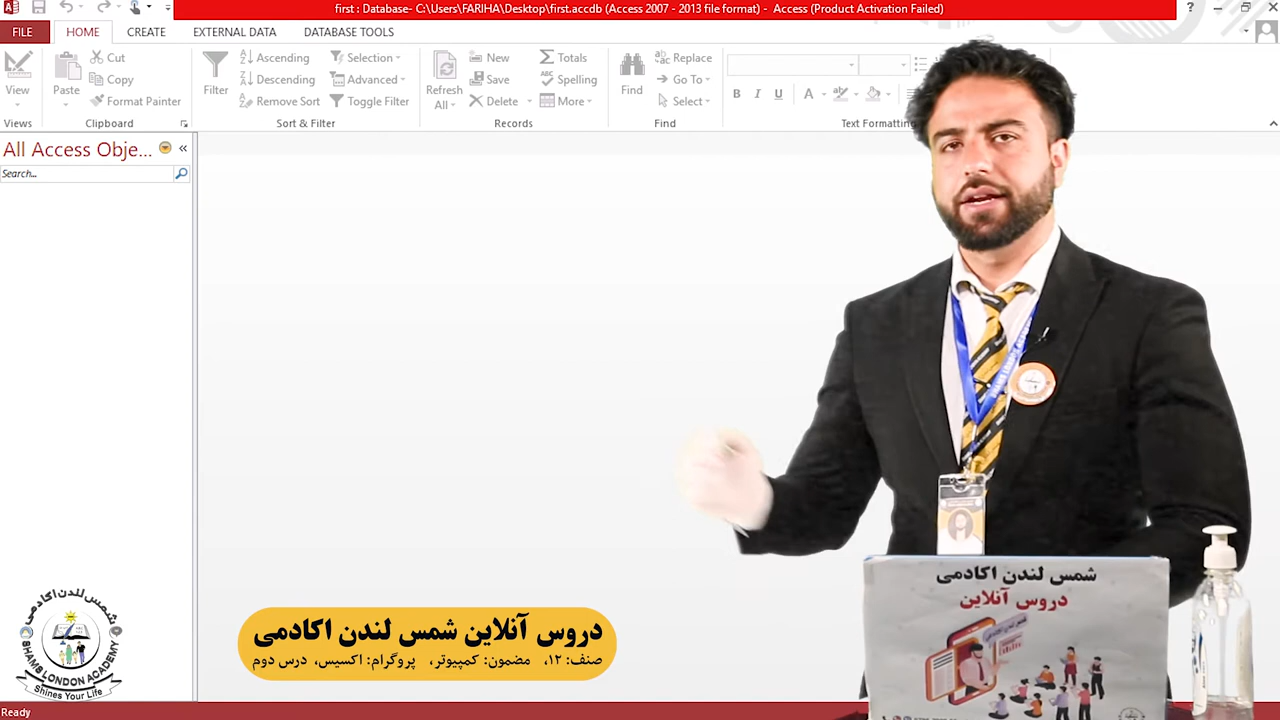 first : Database- C:\Users\FARIHA\Desktop\first.accdb (Access 2007 - 2013 file format) - Access (Product Activation Failed)
FILE HOME CREATE EXTERNAL DATA DATABASE TOOLS
View
Views
Paste
Cut
Copy
Format Painter
Clipboard
Filter
Ascending
Descending
Remove Sort
Selection
Advanced
Toggle Filter
Sort & Filter
Refresh
All
New
Save
Delete
Totals
Spelling
More
Records
Find
Replace
Go To
Select
Find
B I U A
Text Formatting
All Access Obje...
Search...
شمس لندن اکادمی
SHAMS LONDON ACADEMY
Shines Your Life
دروس آنلاین شمس لندن اکادمی
صنف: ۱۲، مضمون: کمپیوتر، پروگرام: اکسیس، درس دوم
شمس لندن اکادمی
دروس آنلاین
Ready